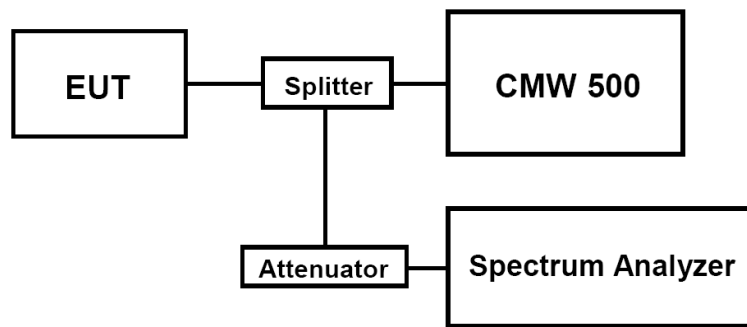 EUT
Splitter
CMW 500
Attenuator
Spectrum Analyzer